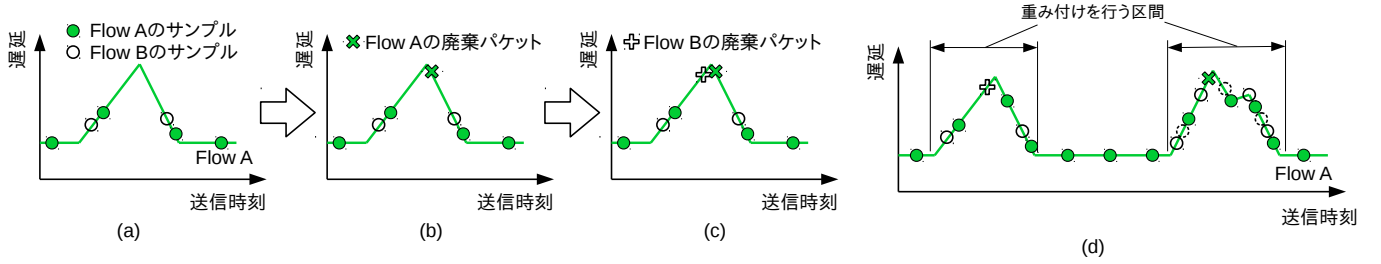 遅延
Flow Aのサンプル
Flow Bのサンプル
Flow A
送信時刻
(a)
遅延
Flow Aの廃棄パケット
送信時刻
(b)
遅延
Flow Bの廃棄パケット
送信時刻
(c)
重み付けを行う区間
遅延
Flow A
送信時刻
(d)